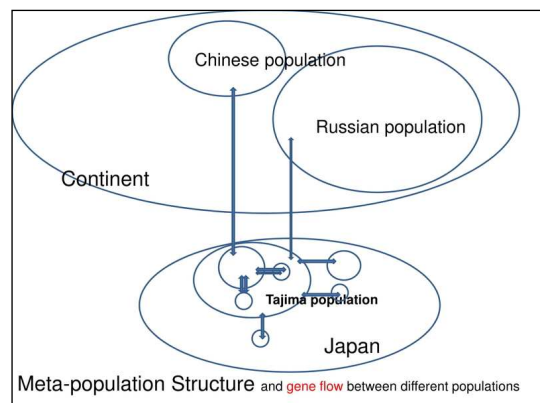 Chinese population
Russian population
Continent
Tajima population
Japan
Meta-population Structure and gene flow between different populations